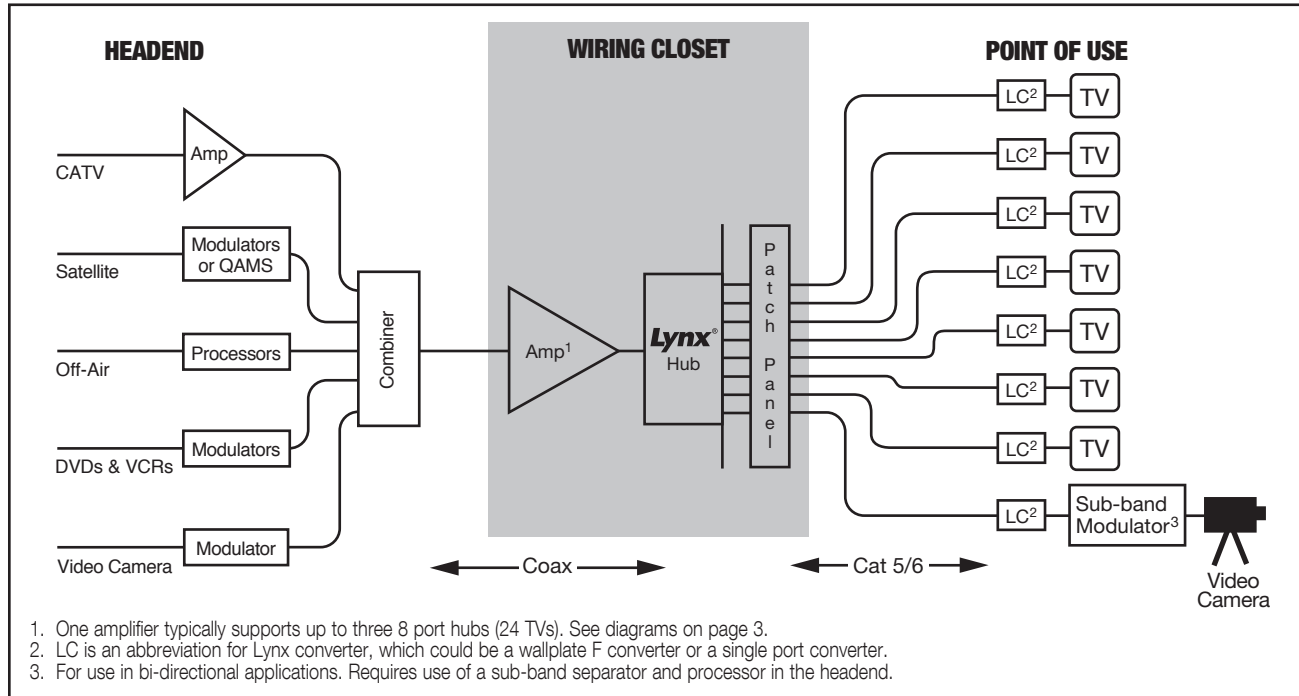 HEADEND
WIRING CLOSET
POINT OF USE
CATV
Amp
Satellite
Modulators
or QAMS
Off-Air
Processors
DVDs & VCRs
Modulators
Video Camera
Modulator
Combiner
Amp¹
Lynx®
Hub
Patch Panel
LC²
TV
LC²
TV
LC²
TV
LC²
TV
LC²
TV
LC²
TV
LC²
TV
LC²
Sub-band
Modulator³
Video
Camera
Coax
Cat 5/6
1. One amplifier typically supports up to three 8 port hubs (24 TVs). See diagrams on page 3.
2. LC is an abbreviation for Lynx converter, which could be a wallplate F converter or a single port converter.
3. For use in bi-directional applications. Requires use of a sub-band separator and processor in the headend.